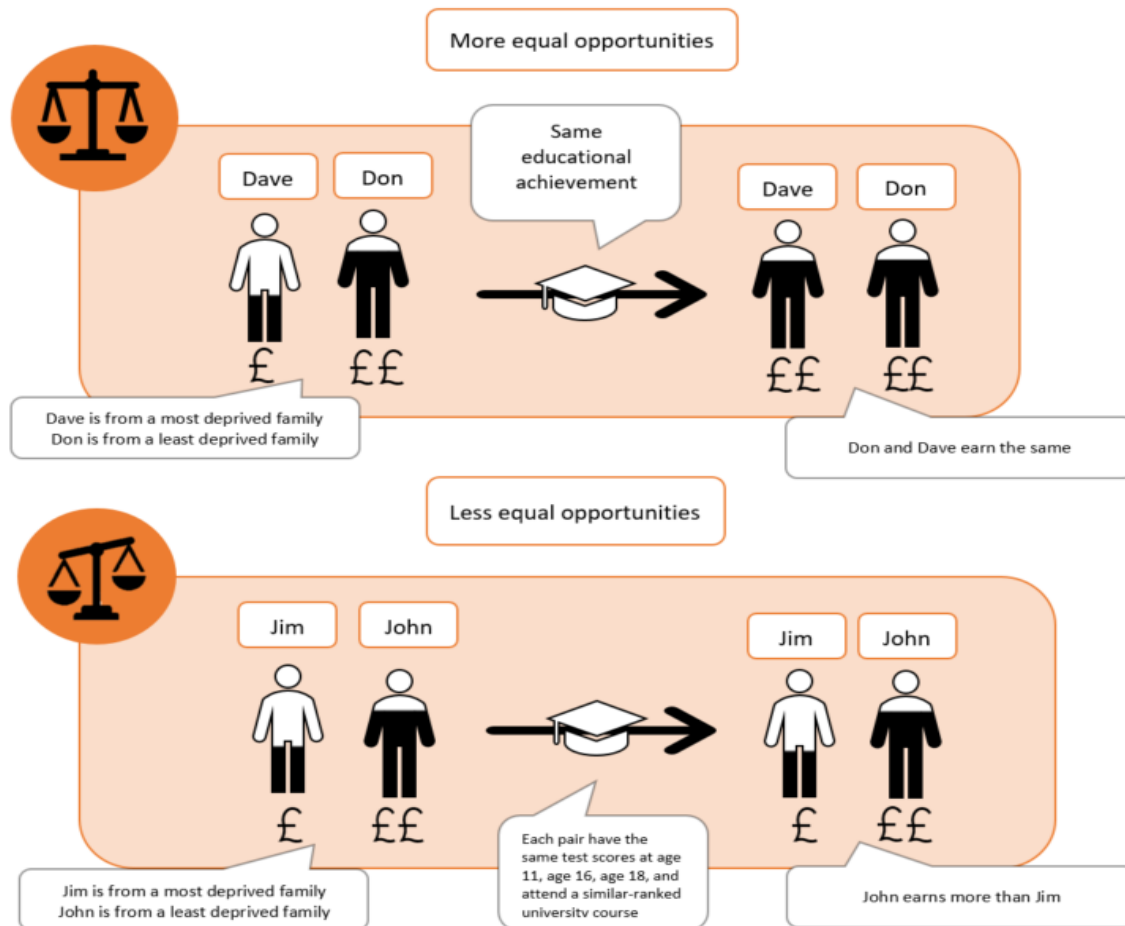 More equal opportunities
Same
educational
achievement
Dave
Don
Dave
Don
£
££
££
££
Dave is from a most deprived family
Don is from a least deprived family
Don and Dave earn the same
Less equal opportunities
Jim
John
Jim
John
£
££
£
££
Each pair have the
same test scores at age
11, age 16, age 18, and
attend a similar-ranked
university course
Jim is from a most deprived family
John is from a least deprived family
John earns more than Jim